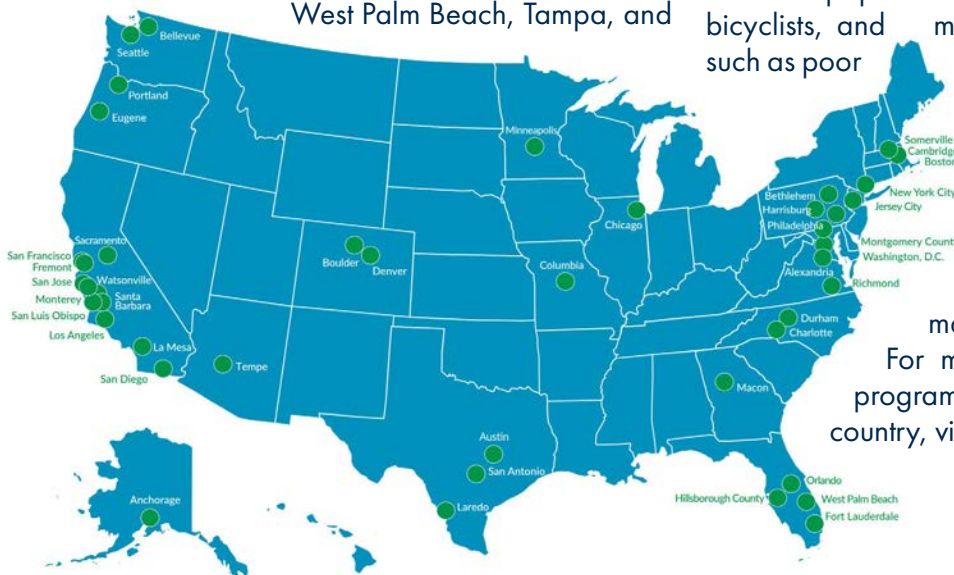 West Palm Beach, Tampa, and
bicyclists, and
such as poor
Bellevue
Seattle
Portland
Eugene
Minneapolis
Somerville
Boston
New York City
Bethlehem
Jersey City
Harrisburg
Chicago
Philadelphia
Sacramento
Montgomery
San Francisco
Boulder
Denver
Columbia
Washington, D.C.
Fremont
Alexandria
San Jose
Watsonville
Richmond
Monterey
Santa
Barbara
San Luis Obispo
Durham
Los Angeles
Charlotte
La Mesa
For
San Diego
Tempe
Macon
program
country,
Austin
San Antonio
Orlando
Anchorage
Hillsborough County
West Palm Beach
Laredo
Fort Lauderdale